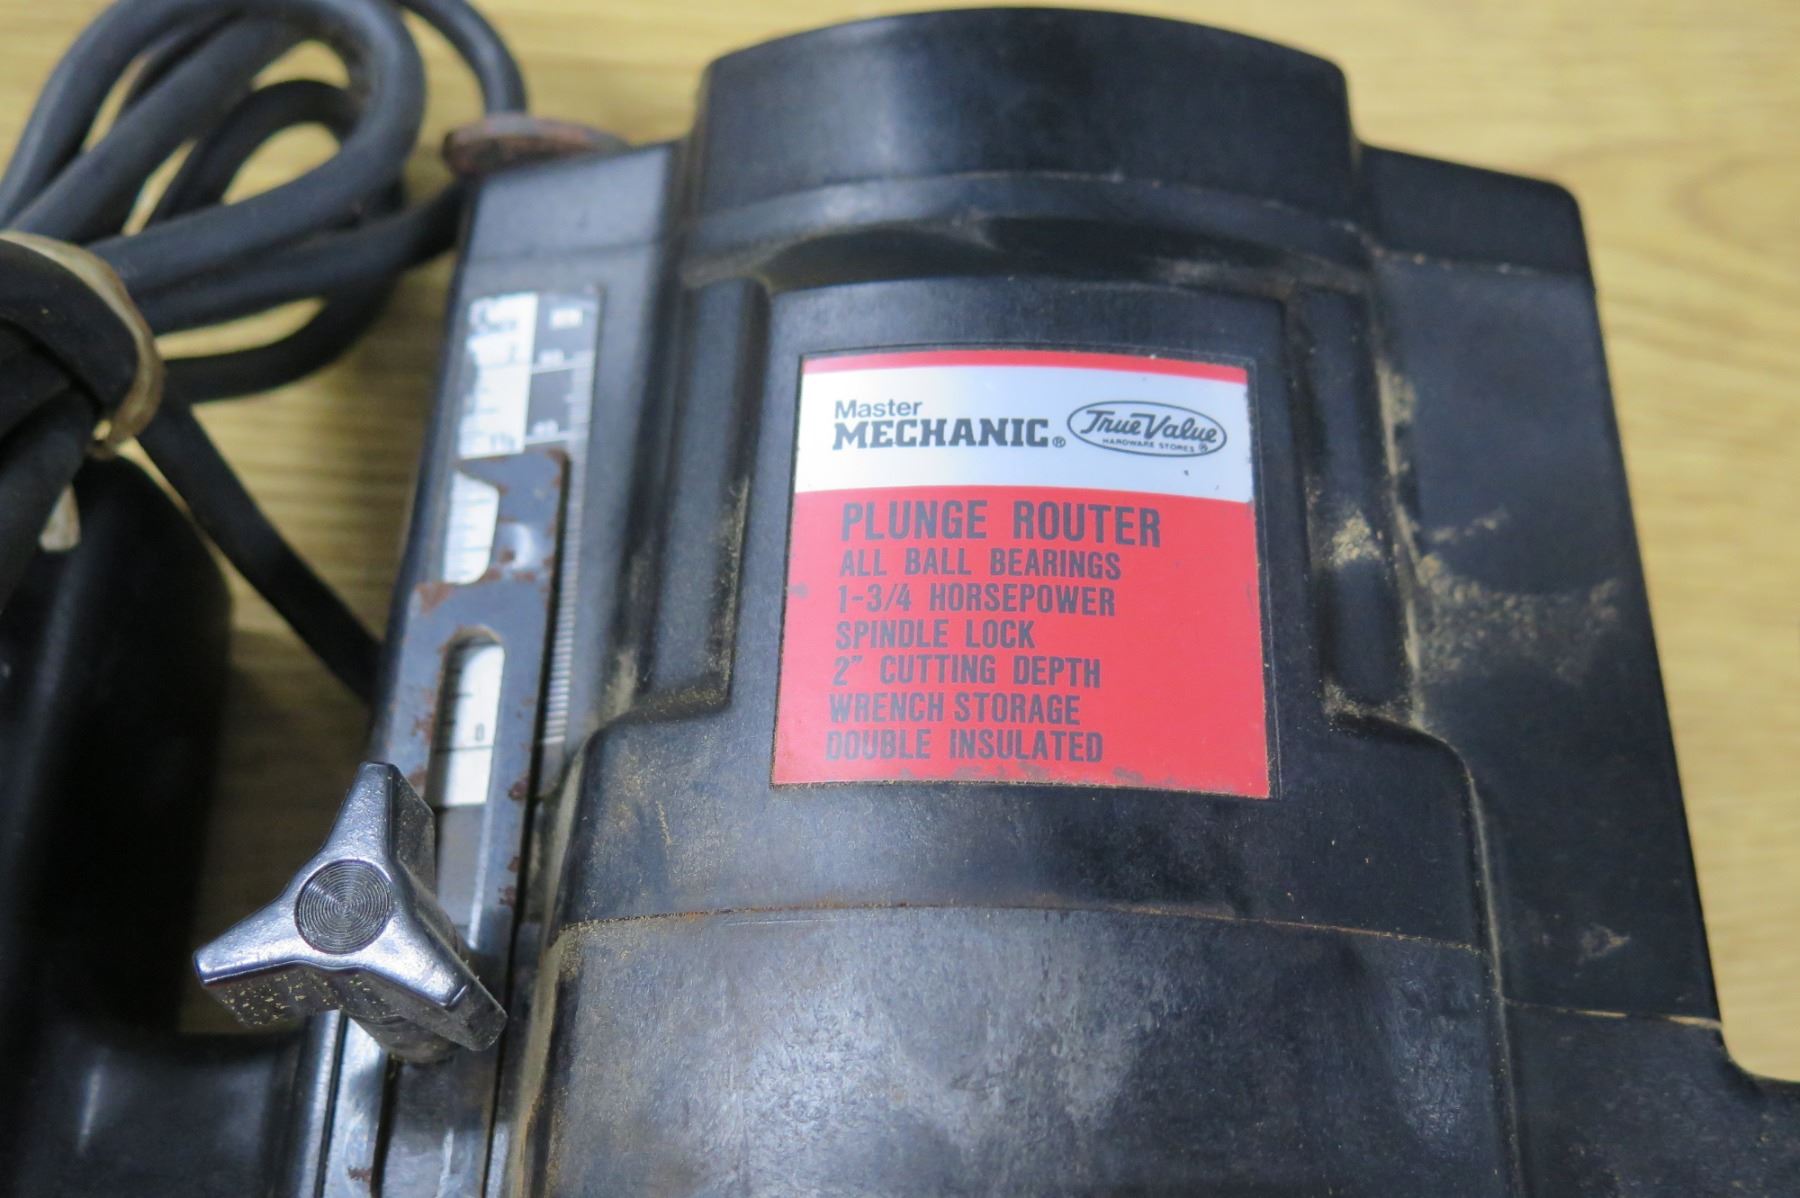 Master
MECHANIC®
True Value
HARDWARE STORES ®
PLUNGE ROUTER
ALL BALL BEARINGS
1-3/4 HORSEPOWER
SPINDLE LOCK
2" CUTTING DEPTH
WRENCH STORAGE
DOUBLE INSULATED
0